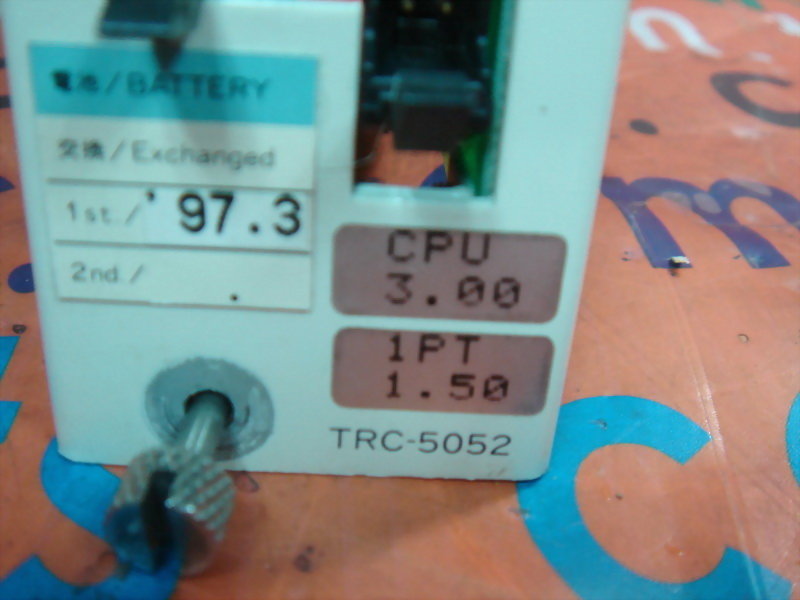 電池/BATTERY
交換/Exchanged
1st./'97.3
2nd./
CPU
3.00
1PT
1.50
TRC-5052